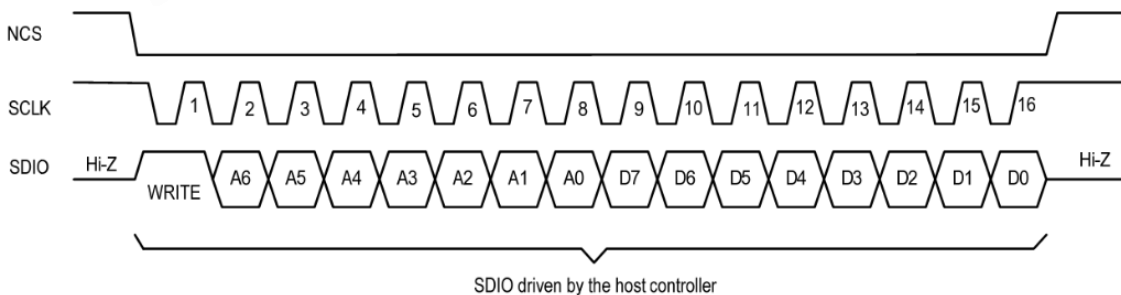 NCS
SCLK 1 2 3 4 5 6 7 8 9 10 11 12 13 14 15 16
SDIO Hi-Z WRITE A6 A5 A4 A3 A2 A1 A0 D7 D6 D5 D4 D3 D2 D1 D0 Hi-Z
SDIO driven by the host controller